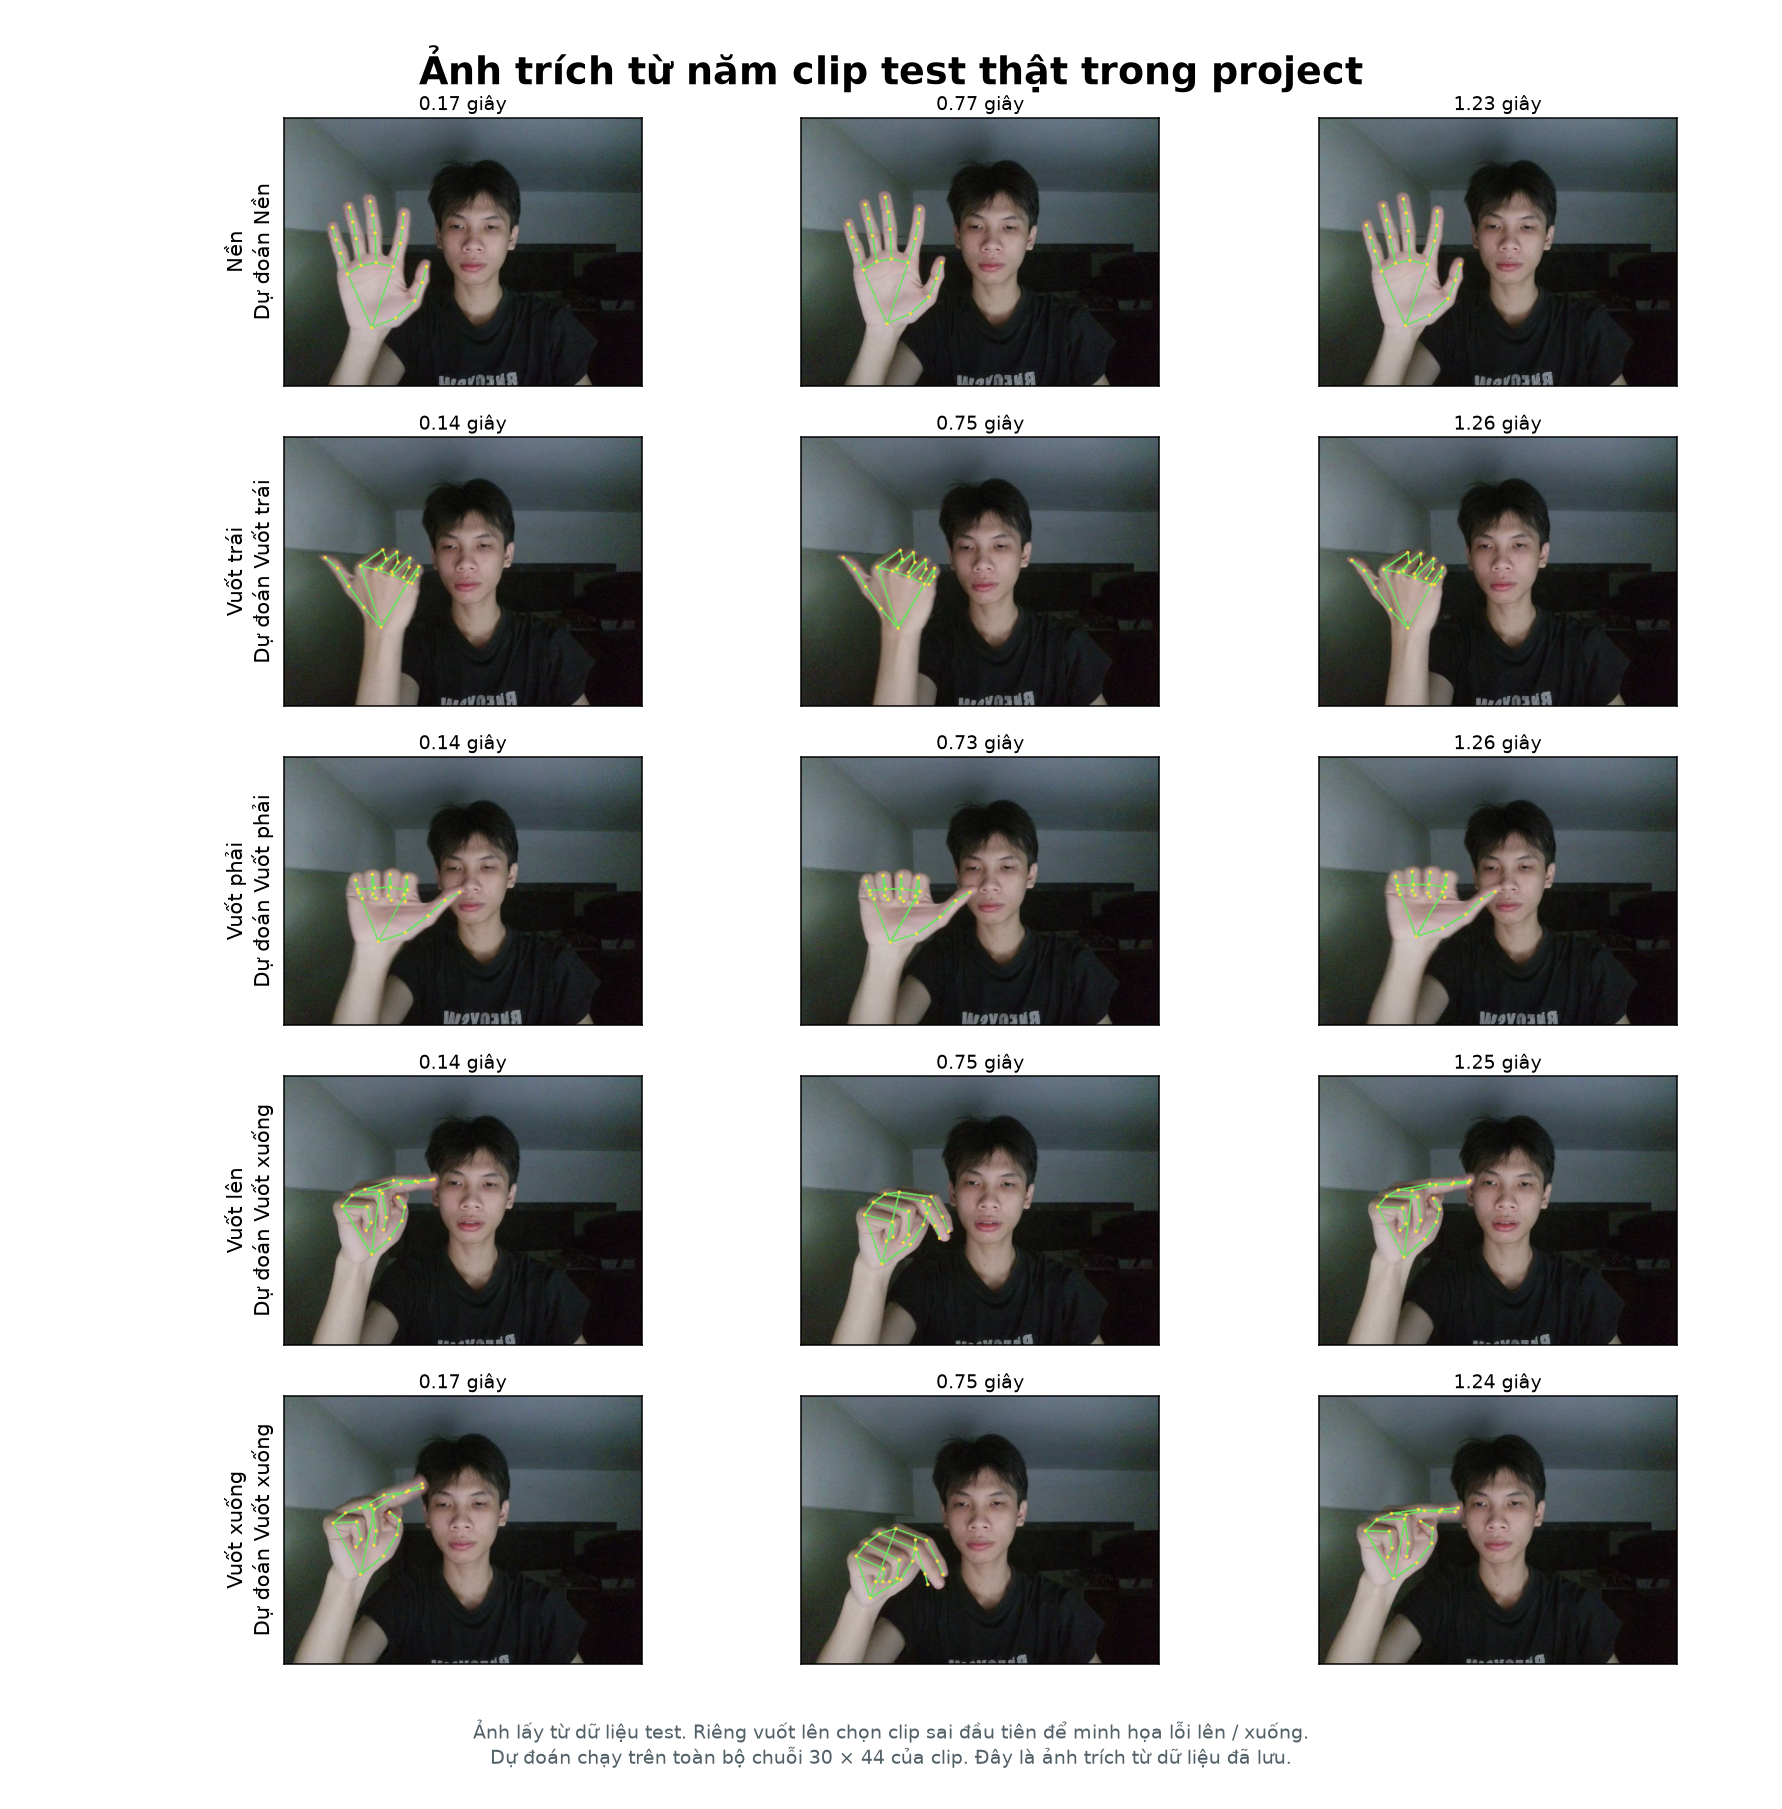 Ảnh trích từ năm clip test thật trong project
0.17 giây
0.77 giây
1.23 giây
Nền
Dự đoán Nền
0.14 giây
0.75 giây
1.26 giây
Vuốt trái
Dự đoán Vuốt trái
0.14 giây
0.73 giây
1.26 giây
Vuốt phải
Dự đoán Vuốt phải
0.14 giây
0.75 giây
1.25 giây
Vuốt lên
Dự đoán Vuốt xuống
0.17 giây
0.75 giây
1.24 giây
Vuốt xuống
Dự đoán Vuốt xuống
Ảnh lấy từ dữ liệu test. Riêng vuốt lên chọn clip sai đầu tiên để minh họa lỗi lên / xuống.
Dự đoán chạy trên toàn bộ chuỗi 30 × 44 của clip. Đây là ảnh trích từ dữ liệu đã lưu.